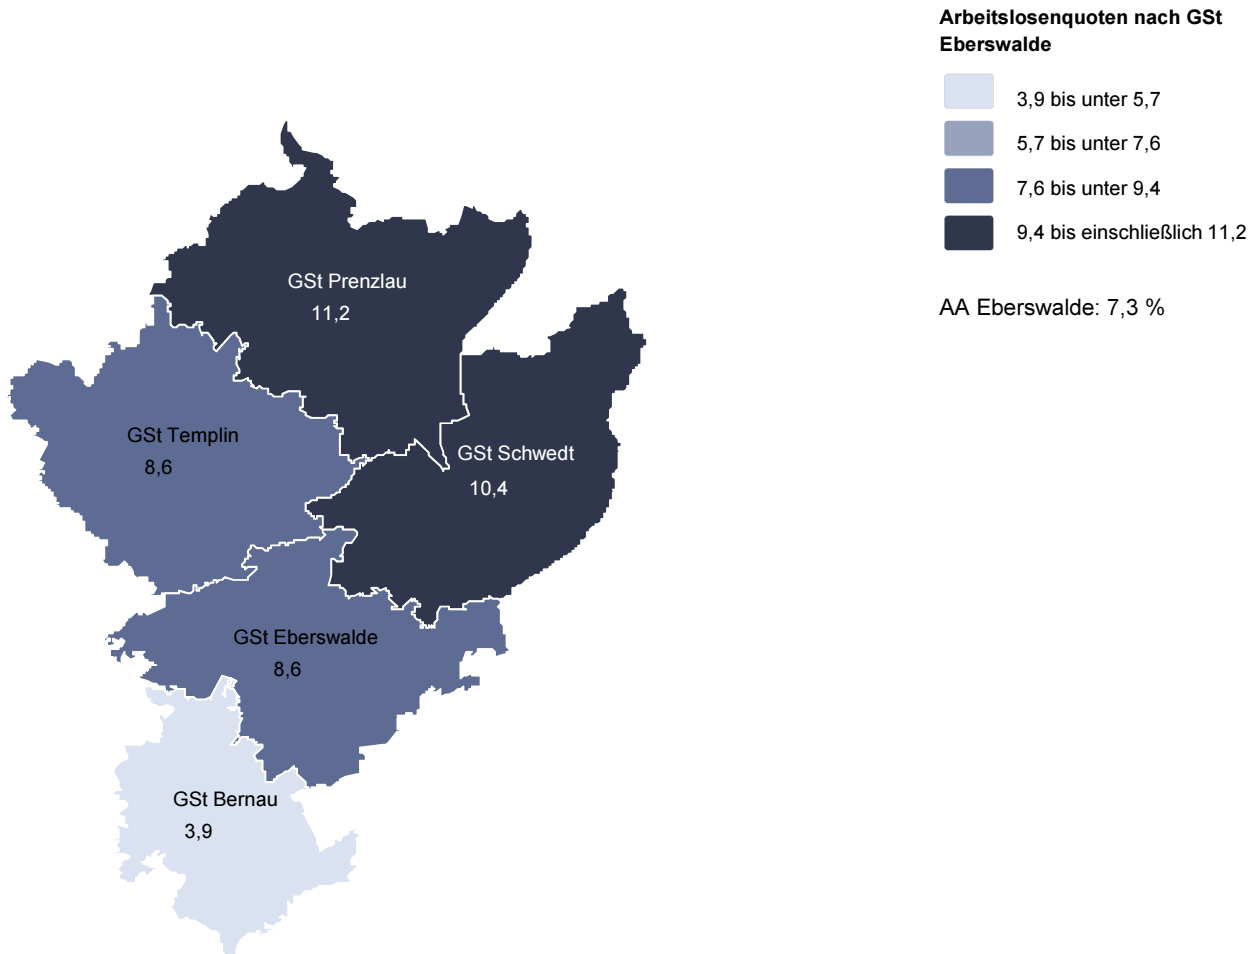 Arbeitslosenquoten nach GSt
Eberswalde
3,9 bis unter 5,7
5,7 bis unter 7,6
7,6 bis unter 9,4
9,4 bis einschließlich 11,2
AA Eberswalde: 7,3 %
GSt Prenzlau
11,2
GSt Templin
8,6
GSt Schwedt
10,4
GSt Eberswalde
8,6
GSt Bernau
3,9